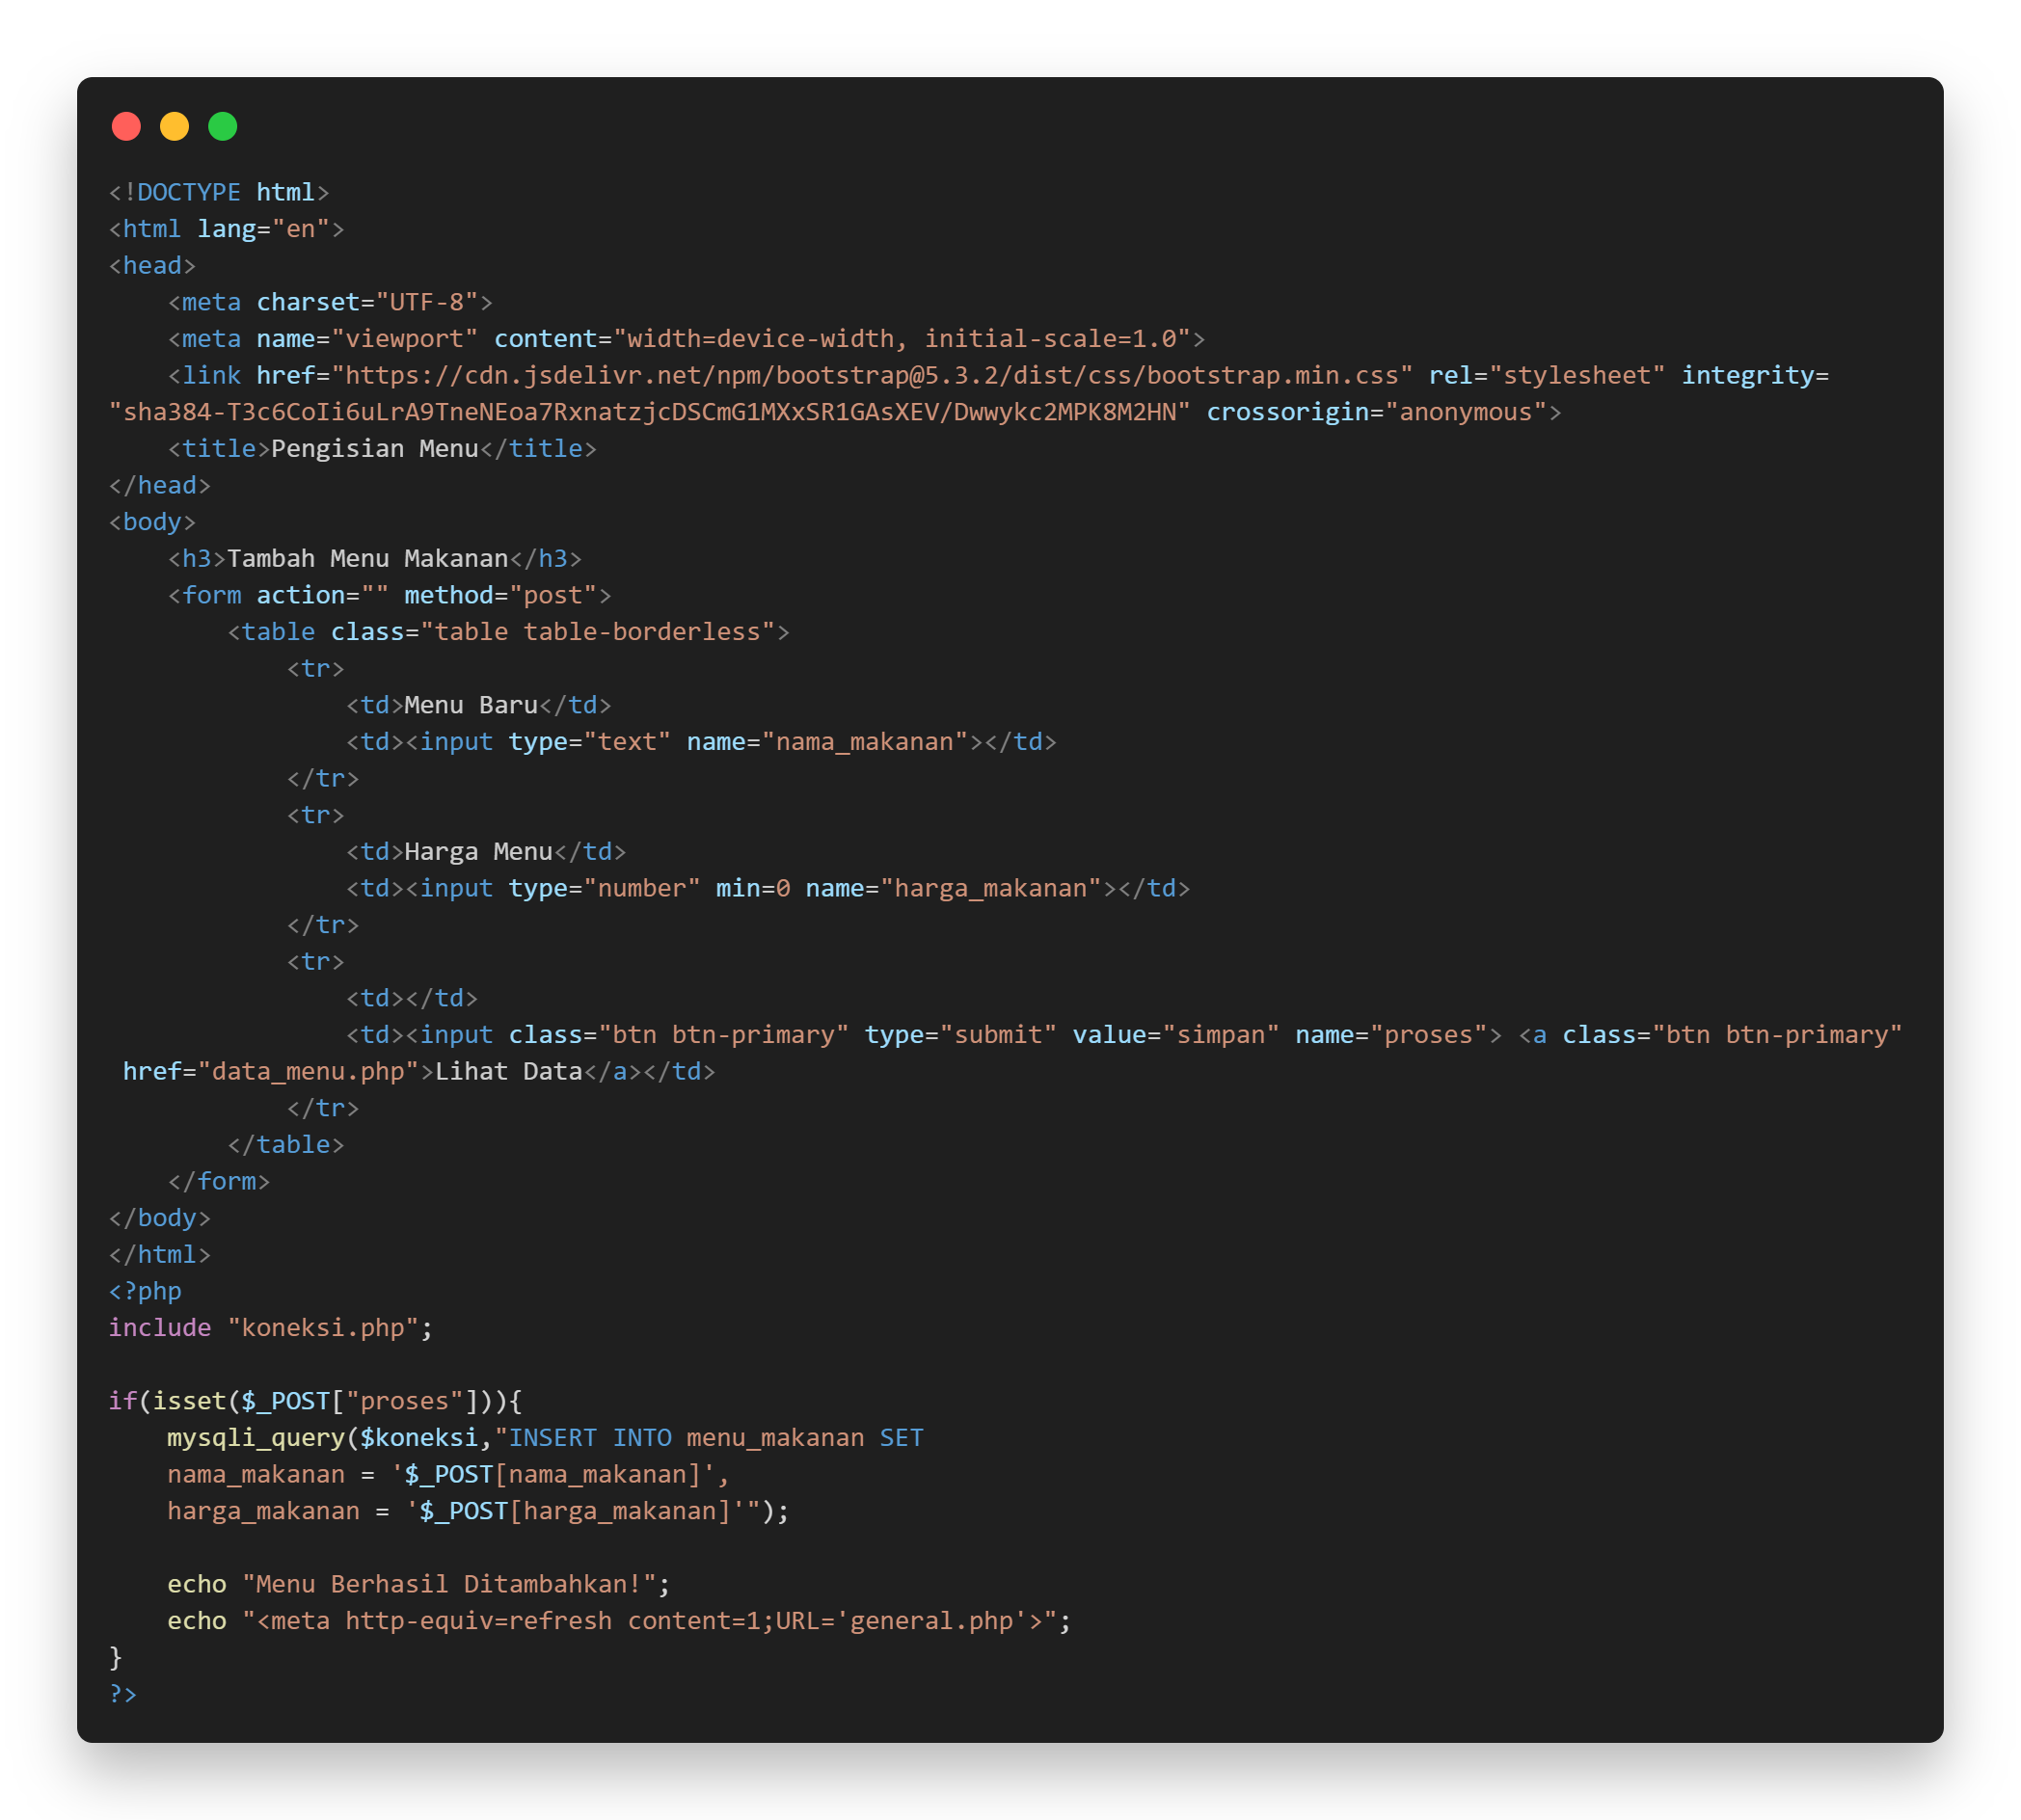 <!DOCTYPE html>
<html lang="en">
<head>
    <meta charset="UTF-8">
    <meta name="viewport" content="width=device-width, initial-scale=1.0">
    <link href="https://cdn.jsdelivr.net/npm/bootstrap@5.3.2/dist/css/bootstrap.min.css" rel="stylesheet" integrity=
"sha384-T3c6CoIi6uLrA9TneNEoa7RxnatzjcDSCmG1MXxSR1GAsXEV/Dwwykc2MPK8M2HN" crossorigin="anonymous">
    <title>Pengisian Menu</title>
</head>
<body>
    <h3>Tambah Menu Makanan</h3>
    <form action="" method="post">
        <table class="table table-borderless">
            <tr>
                <td>Menu Baru</td>
                <td><input type="text" name="nama_makanan"></td>
            </tr>
            <tr>
                <td>Harga Menu</td>
                <td><input type="number" min=0 name="harga_makanan"></td>
            </tr>
            <tr>
                <td></td>
                <td><input class="btn btn-primary" type="submit" value="simpan" name="proses"> <a class="btn btn-primary"
 href="data_menu.php">Lihat Data</a></td>
            </tr>
        </table>
    </form>
</body>
</html>
<?php
include "koneksi.php";

if(isset($_POST["proses"])){
    mysqli_query($koneksi,"INSERT INTO menu_makanan SET
    nama_makanan = '$_POST[nama_makanan]',
    harga_makanan = '$_POST[harga_makanan]'");

    echo "Menu Berhasil Ditambahkan!";
    echo "<meta http-equiv=refresh content=1;URL='general.php'>";
}
?>